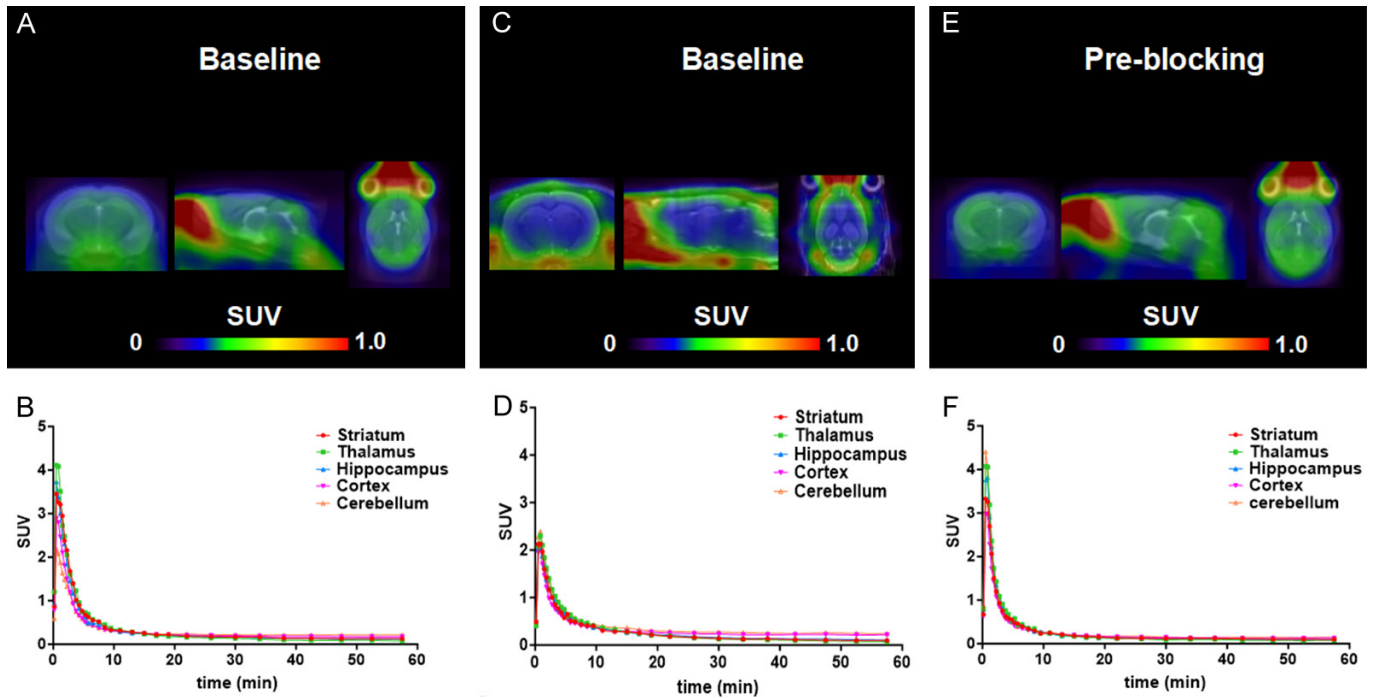 A
Baseline
SUV
0 1.0
C
Baseline
SUV
0 1.0
E
Pre-blocking
SUV
0 1.0
B
5
4
3
2
1
0
SUV
0 10 20 30 40 50 60
time (min)
Striatum
Thalamus
Hippocampus
Cortex
Cerebellum
D
5
4
3
2
1
0
SUV
0 10 20 30 40 50 60
time (min)
Striatum
Thalamus
Hippocampus
Cortex
Cerebellum
F
5
4
3
2
1
0
SUV
0 10 20 30 40 50 60
time (min)
Striatum
Thalamus
Hippocampus
Cortex
cerebellum